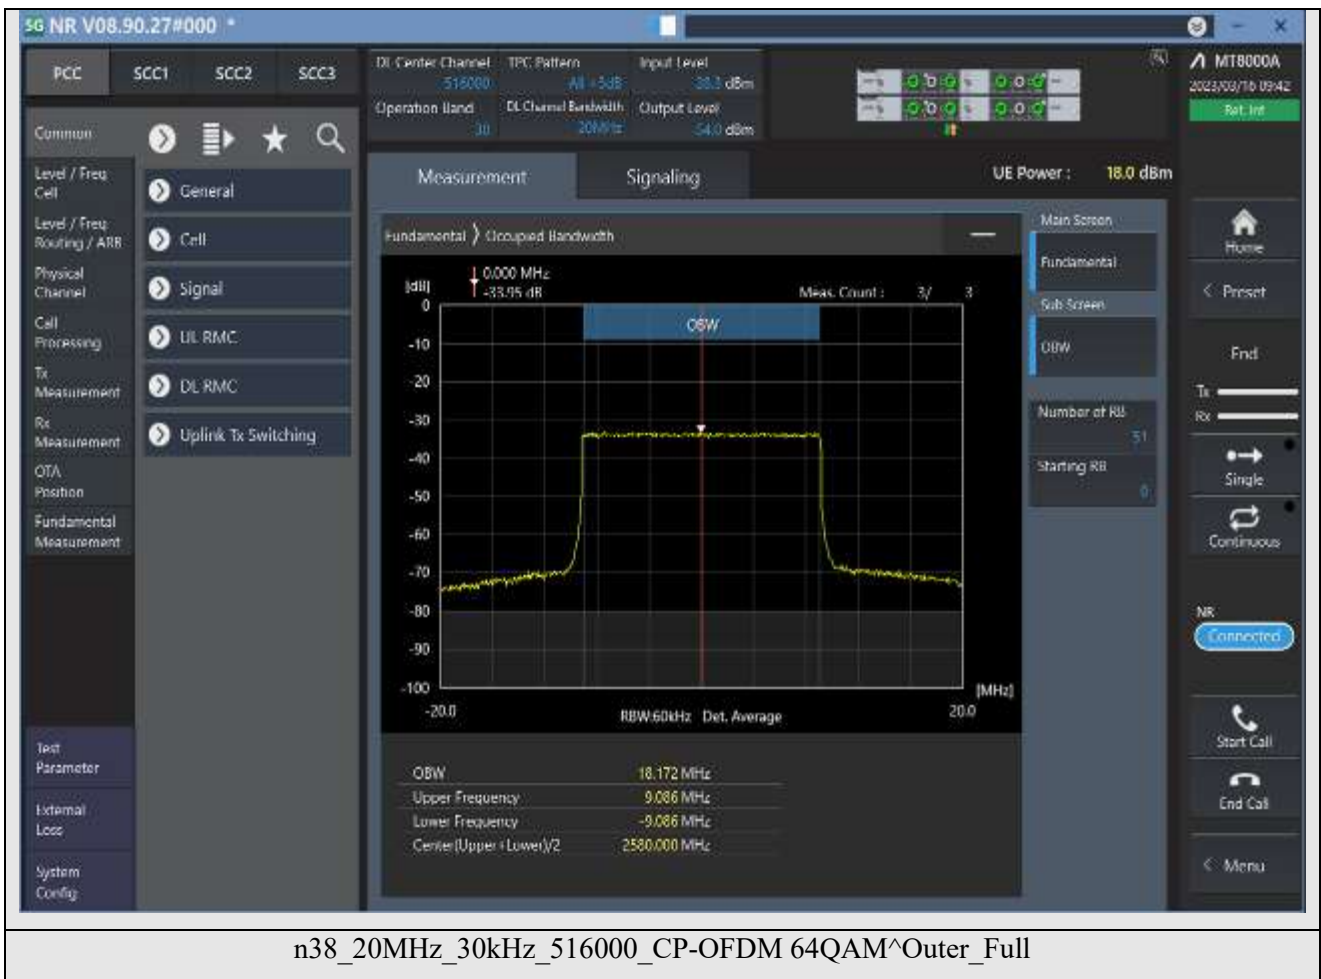 5G NR V08.90.27#000 *
PCC SCC1 SCC2 SCC3
DL Center Channel TPC Pattern Input Level
516000 All +3dB dBm
Operation Band DL Channel Bandwidth Output Level
20MHz -54.0 dBm
MT8000A
2023/03/16 09:42
Ret. Int
Common
Level / Freq
Cell
Level / Freq
Routing / ARB
Physical
Channel
Call
Processing
Tx
Measurement
Rx
Measurement
OTA
Position
Fundamental
Measurement
Test
Parameter
External
Loss
System
Config
General
Cell
Signal
UL RMC
DL RMC
Uplink Tx Switching
Measurement Signaling UE Power : 18.0 dBm
Fundamental Occupied Bandwidth
[dB] 0.000 MHz
-33.95 dB Meas. Count : 3/ 3
OBW
0
-10
-20
-30
-40
-50
-60
-70
-80
-90
-100
[MHz]
-20.0 RBW:60kHz Det. Average 20.0
OBW 18.172 MHz
Upper Frequency 9.086 MHz
Lower Frequency -9.086 MHz
Center(Upper+Lower)/2 2580.000 MHz
Main Screen
Fundamental
Sub Screen
OBW
Number of RB
51
Starting RB
0
Home
< Preset
End
Tx
Rx
Single
Continuous
NR
Connected
Start Call
End Call
< Menu
n38_20MHz_30kHz_516000_CP-OFDM 64QAM^Outer_Full